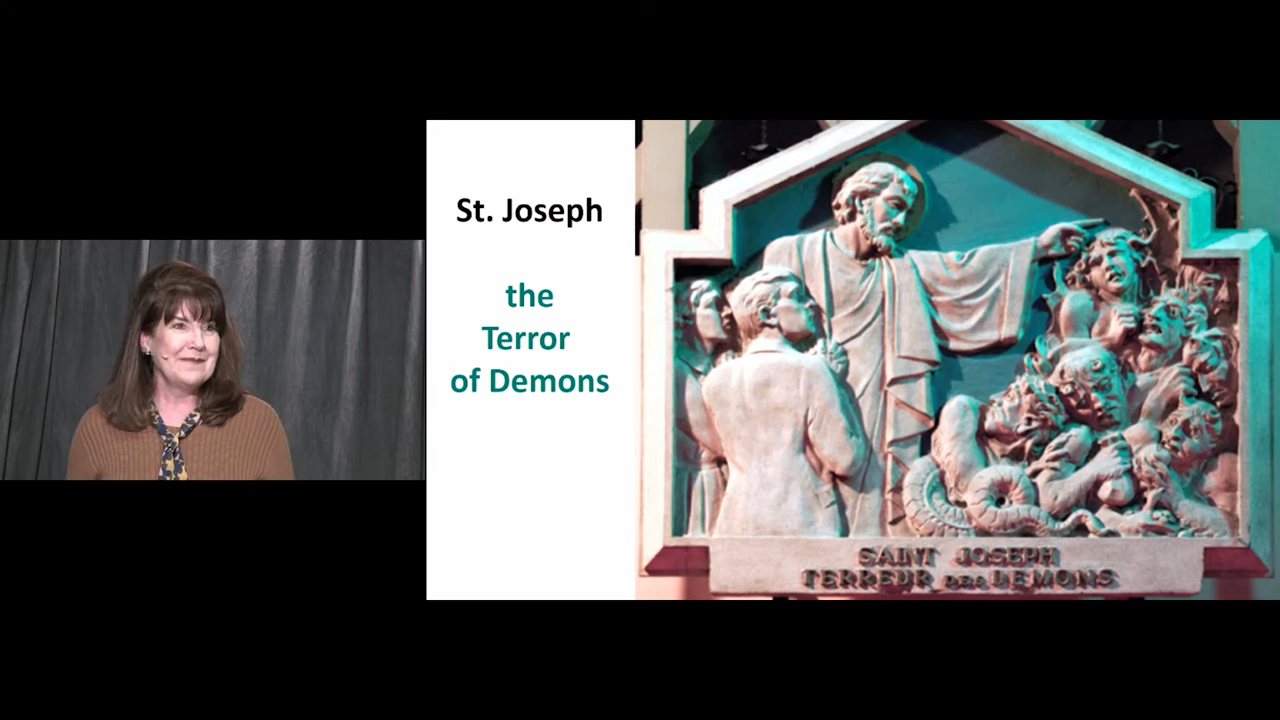 St. Joseph
the
Terror
of Demons
SAINT JOSEPH
TERREUR DES DEMONS